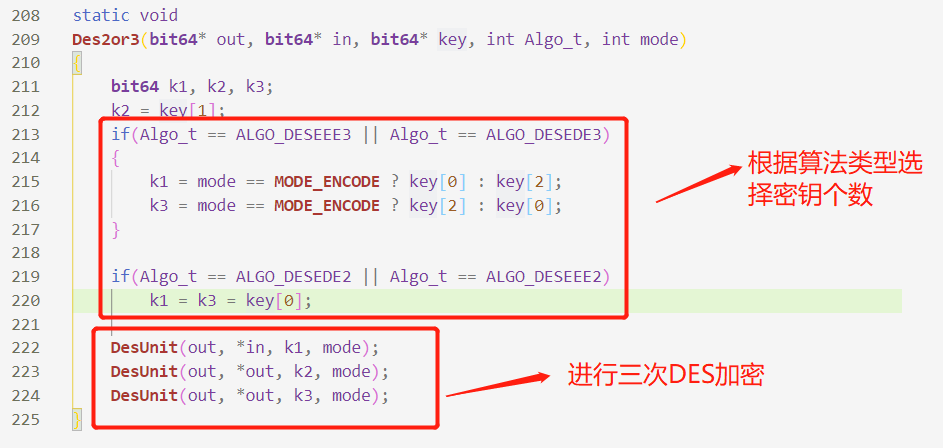 208 static void
209 Des2or3(bit64* out, bit64* in, bit64* key, int Algo_t, int mode)
210 {
211 bit64 k1, k2, k3;
212 k2 = key[1];
213 if(Algo_t == ALGO_DESEEE3 || Algo_t == ALGO_DESEDE3)
214 {
215 k1 = mode == MODE_ENCODE ? key[0] : key[2];
216 k3 = mode == MODE_ENCODE ? key[2] : key[0];
217 }
218
219 if(Algo_t == ALGO_DESEDE2 || Algo_t == ALGO_DESEEE2)
220 k1 = k3 = key[0];
221
222 DesUnit(out, *in, k1, mode);
223 DesUnit(out, *out, k2, mode);
224 DesUnit(out, *out, k3, mode);
225 }
根据算法类型选
择密钥个数
进行三次DES加密